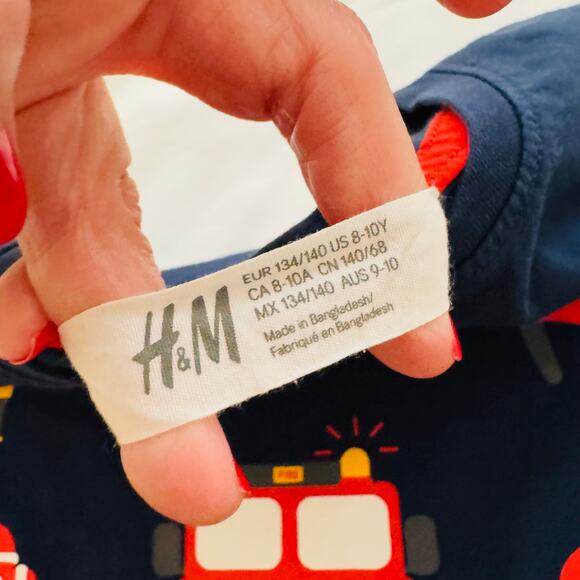 H&M
EUR 134/140 US 8-10Y
CA 8-10A CN 140/68
MX 134/140 AUS 9-10
Made in Bangladesh/
Fabriqué en Bangladesh
FIRE